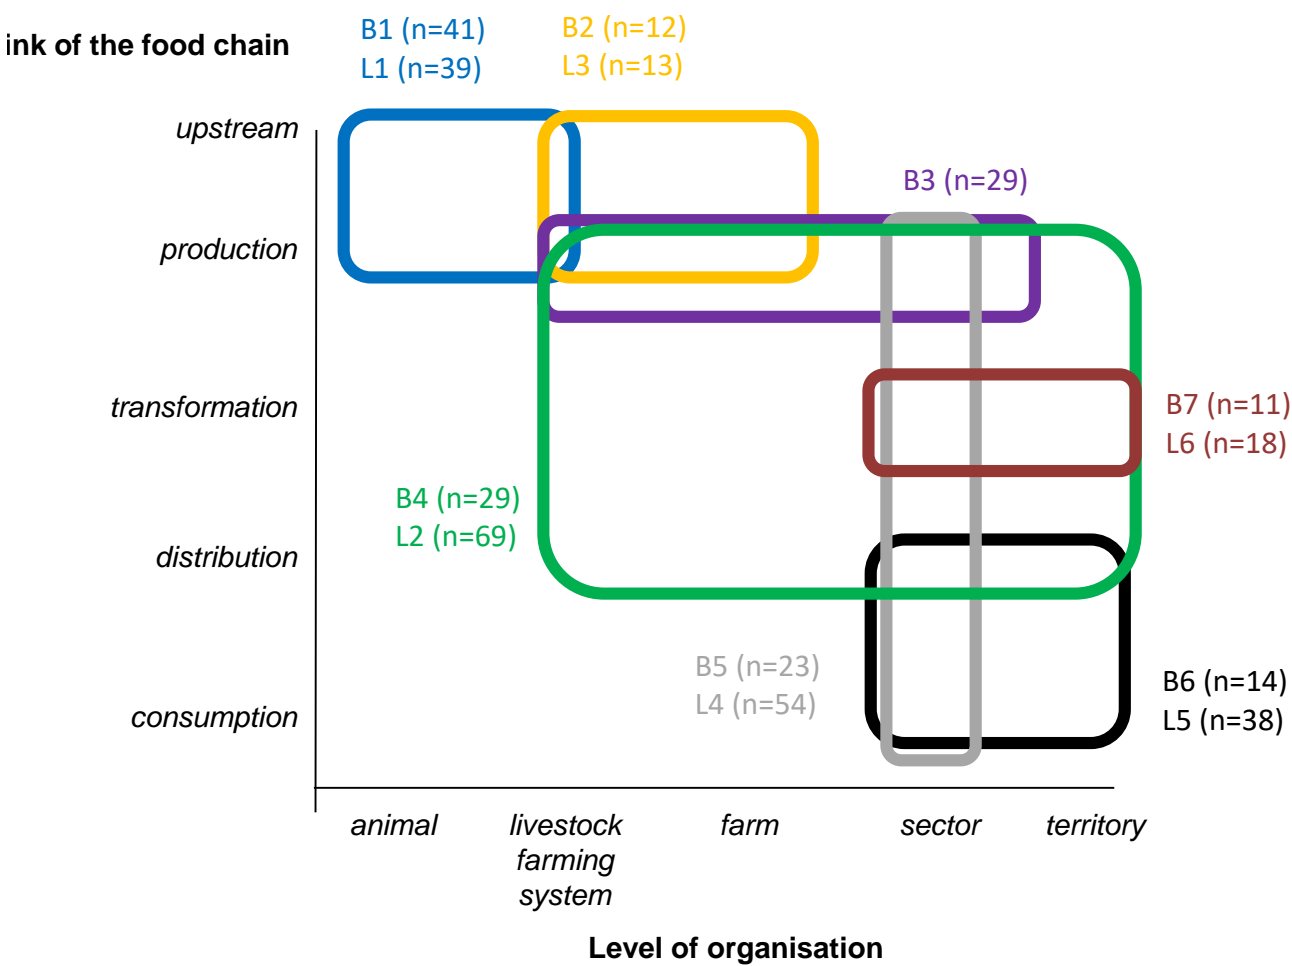 B1 (n=41)
L1 (n=39)
B2 (n=12)
L3 (n=13)
ink of the food chain
upstream
B3 (n=29)
production
transformation
B7 (n=11)
L6 (n=18)
B4 (n=29)
L2 (n=69)
distribution
B5 (n=23)
L4 (n=54)
B6 (n=14)
L5 (n=38)
consumption
animal
livestock
farming
system
farm
sector
territory
Level of organisation